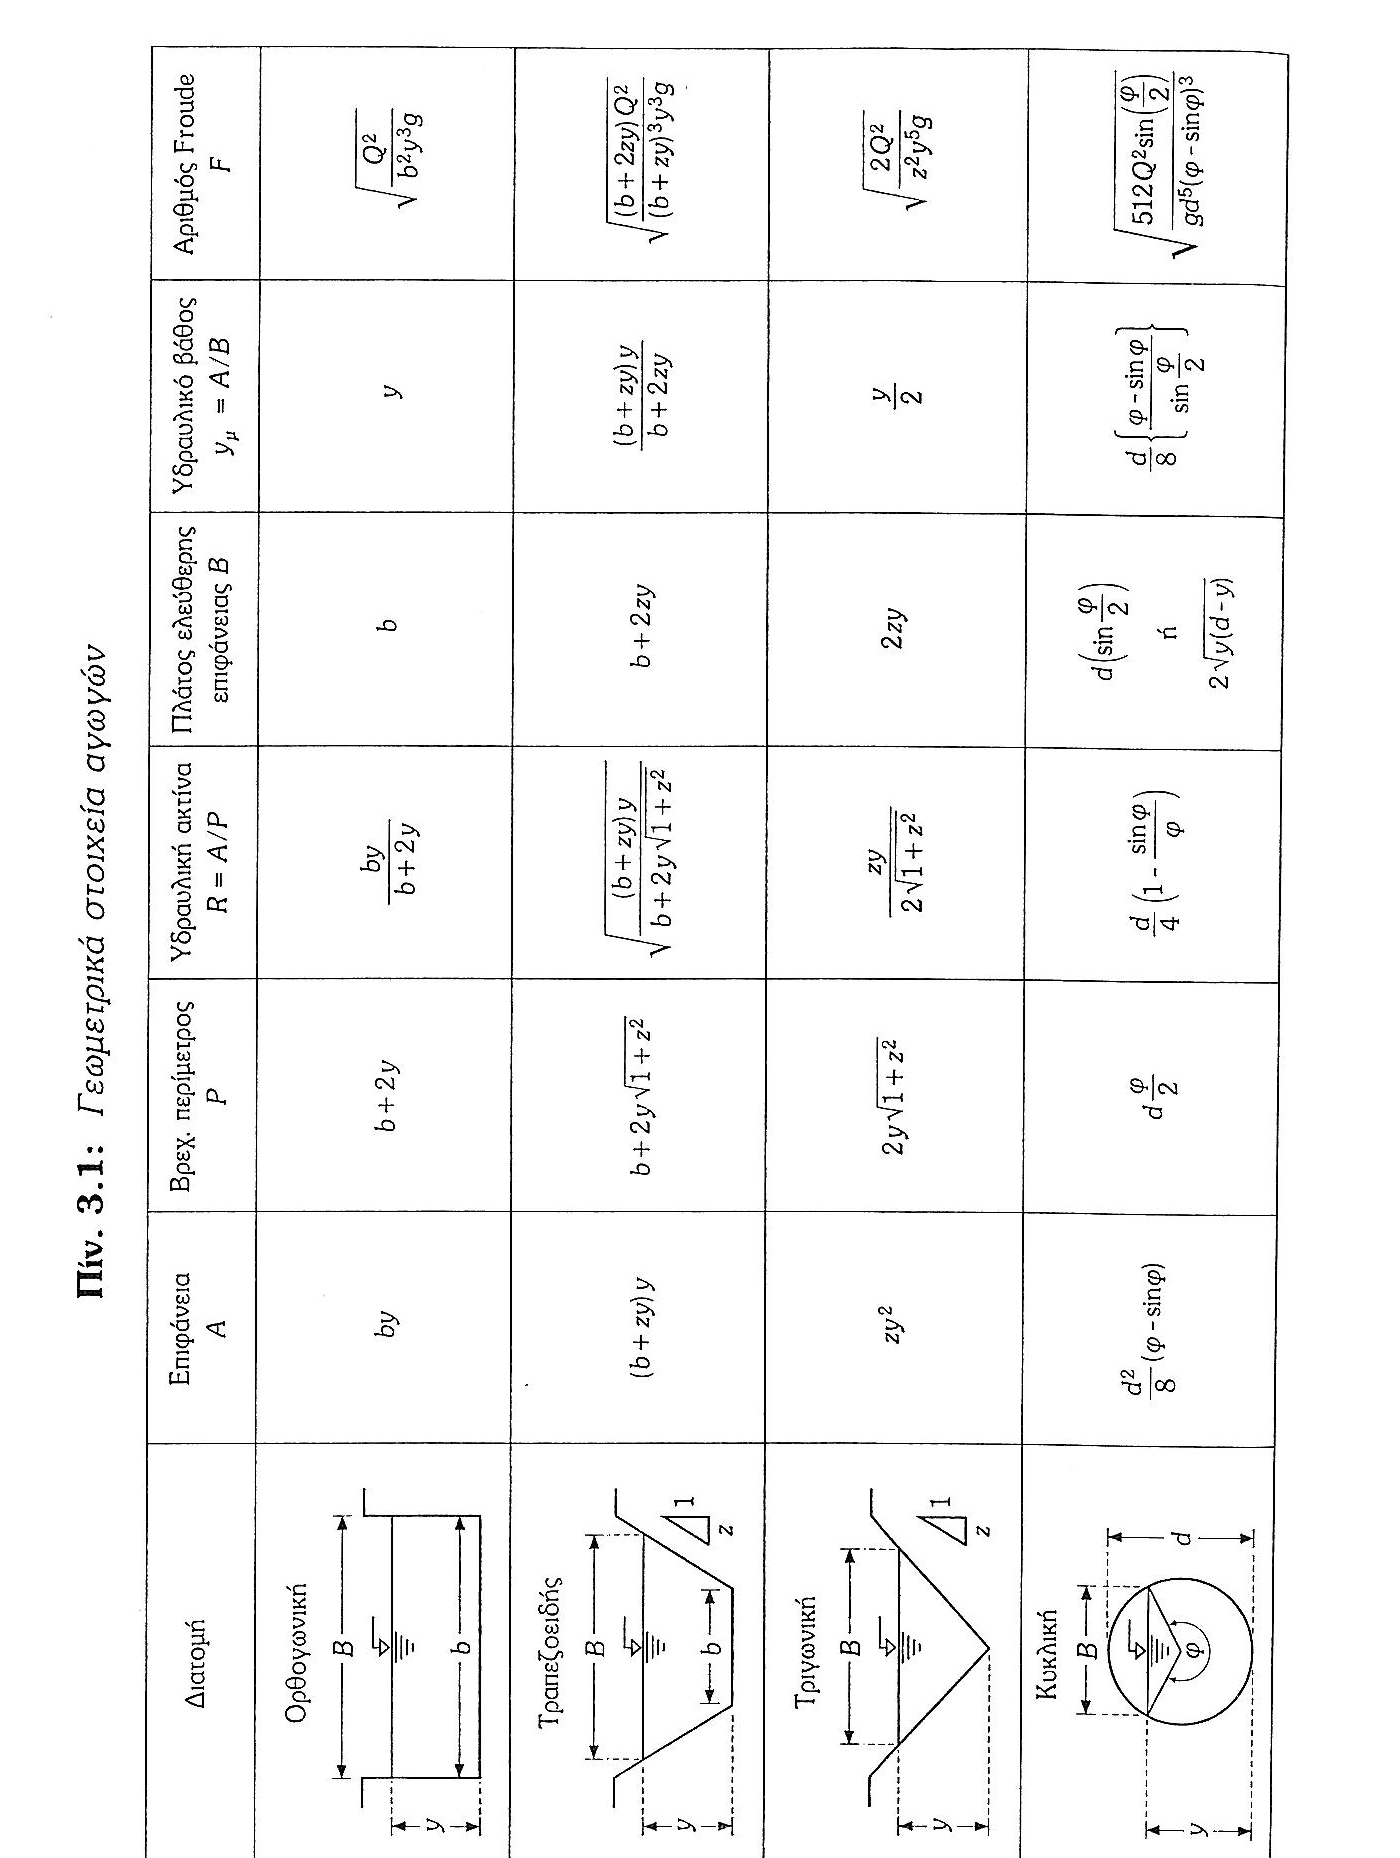 Πίν. 3.1: Γεωμετρικά στοιχεία αγωγών
Διατομή
Επιφάνεια
A
Βρεχ. περίμετρος
P
Υδραυλική ακτίνα
R = A/P
Πλάτος ελεύθερης
επιφάνειας B
Υδραυλικό βάθος
yμ = A/B
Αριθμός Froude
F
Ορθογωνική
B
b
y
by
b + 2y
by / (b + 2y)
b
y
√(Q² / (b²y³g))
Τραπεζοειδής
B
b
y
1
z
(b + zy) y
b + 2y√(1 + z²)
√((b + zy) y / (b + 2y√(1 + z²)))
b + 2zy
(b + zy) y / (b + 2zy)
√((b + 2zy) Q² / ((b + zy)³y³g))
Τριγωνική
B
y
1
z
zy²
2y√(1 + z²)
zy / (2√(1 + z²))
2zy
y / 2
√(2Q² / (z²y⁵g))
Κυκλική
B
d
φ
y
d²/8 (φ - sinφ)
d φ/2
d/4 (1 - sinφ/φ)
d (sin φ/2)
ή
2√(y(d - y))
d/8 {(φ - sinφ) / (sin φ/2)}
√(512Q² sin(φ/2) / (gd⁵(φ - sinφ)³))